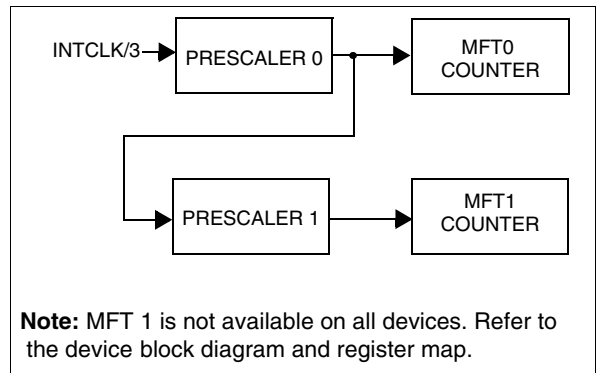 INTCLK/3
PRESCALER 0
MFT0
COUNTER
PRESCALER 1
MFT1
COUNTER
Note: MFT 1 is not available on all devices. Refer to
the device block diagram and register map.